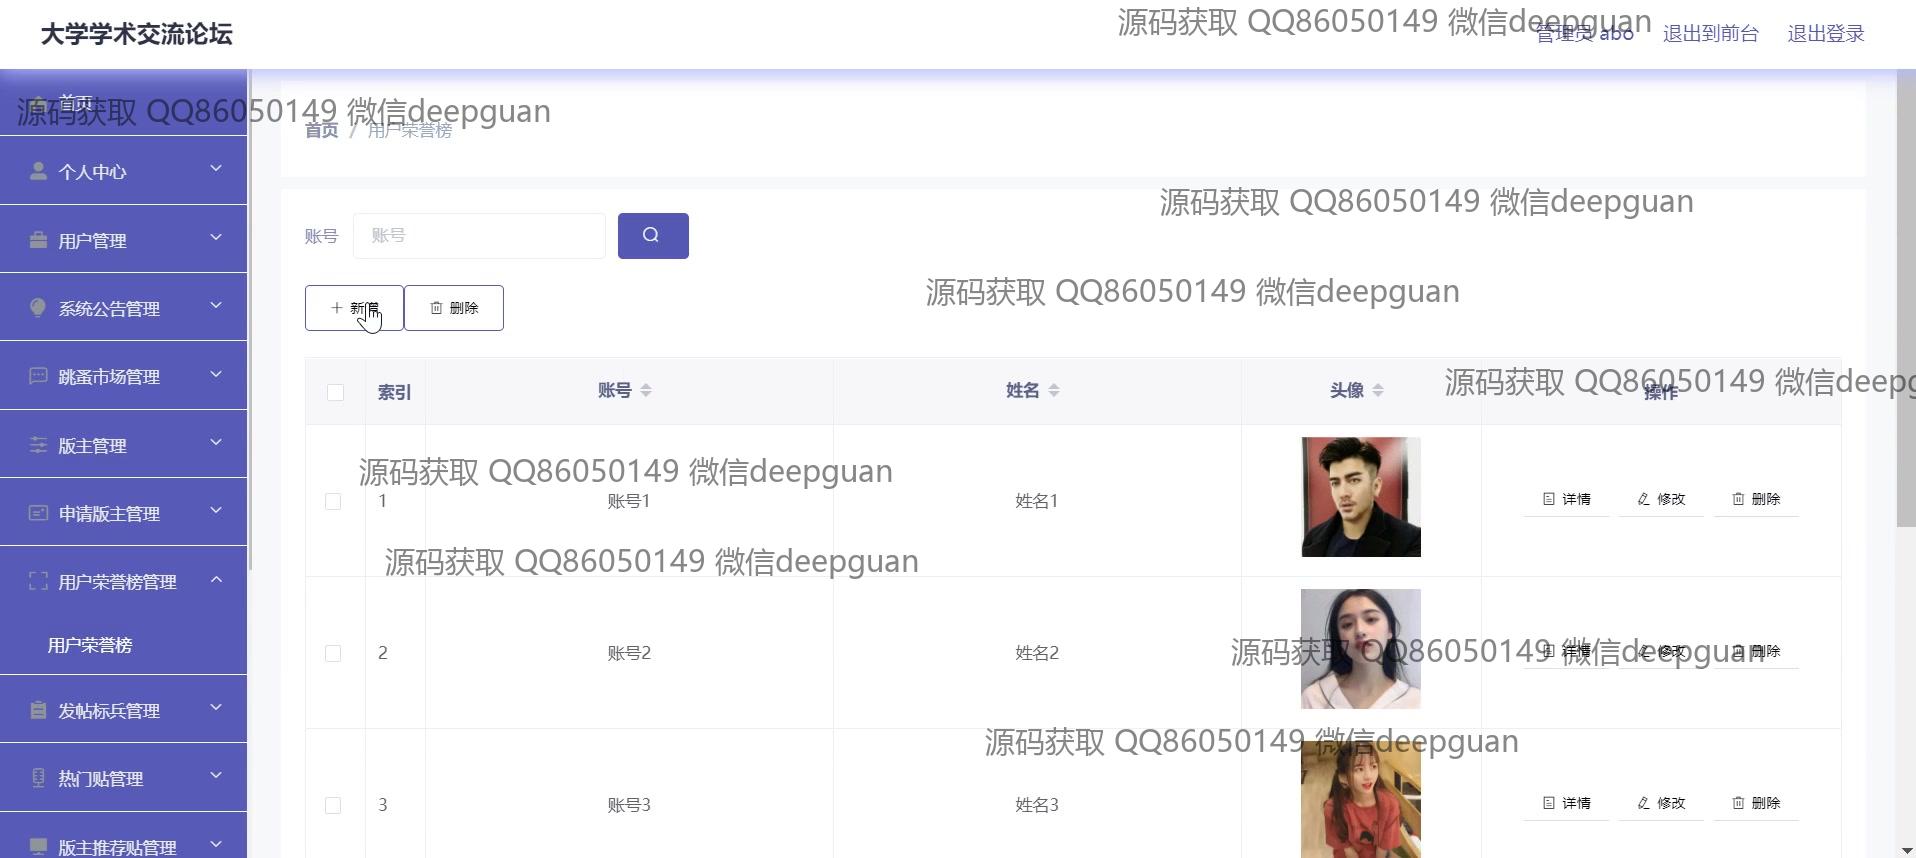 大学学术交流论坛
源码获取 QQ86050149 微信deepguan
管理员 abo 退出到前台 退出登录
首页
源码获取 QQ86050149 微信deepguan
首页 / 用户荣誉榜
个人中心
源码获取 QQ86050149 微信deepguan
用户管理
账号 账号
源码获取 QQ86050149 微信deepguan
系统公告管理
新增 删除
跳蚤市场管理
源码获取 QQ86050149 微信deepg
索引 账号 姓名 头像 操作
版主管理
源码获取 QQ86050149 微信deepguan
1 账号1 姓名1 详情 修改 删除
申请版主管理
源码获取 QQ86050149 微信deepguan
用户荣誉榜管理
用户荣誉榜
2 账号2 姓名2 详情 修改 删除
源码获取 QQ86050149 微信deepguan
发帖标兵管理
源码获取 QQ86050149 微信deepguan
热门贴管理
3 账号3 姓名3 详情 修改 删除
版主推荐贴管理